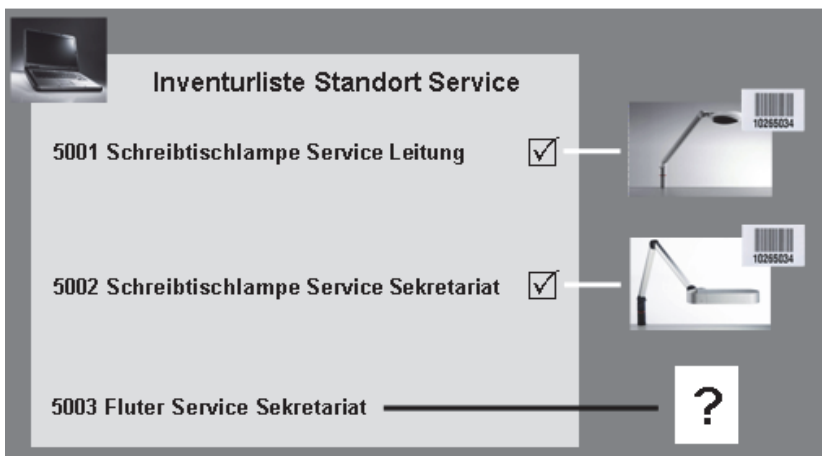 Inventurliste Standort Service
10265034
5001 Schreibtischlampe Service Leitung
10265034
5002 Schreibtischlampe Service Sekretariat
5003 Fluter Service Sekretariat
?